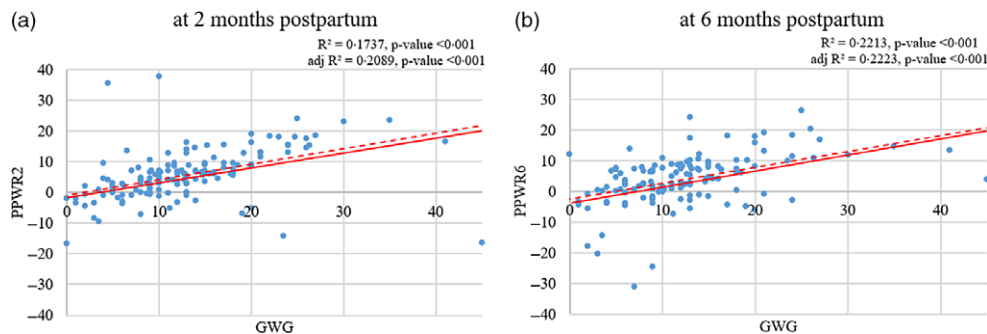 (a)
at 2 months postpartum
R² = 0·1737, p-value <0·001
adj R² = 0·2089, p-value <0·001
PPWR2
40
30
20
10
0
−10
−20
−30
−40
0
10
20
30
40
GWG
(b)
at 6 months postpartum
R² = 0·2213, p-value <0·001
adj R² = 0·2223, p-value <0·001
PPWR6
40
30
20
10
0
−10
−20
−30
−40
0
10
20
30
40
GWG